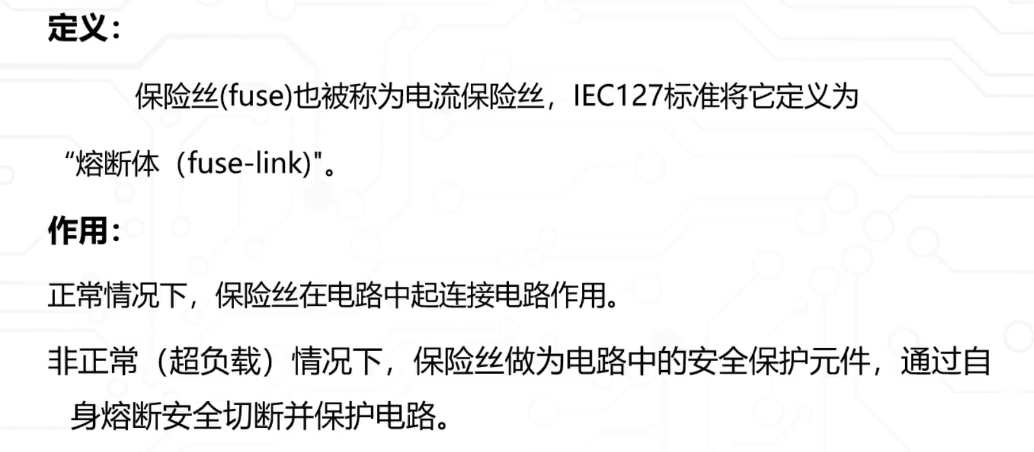 定义：
保险丝(fuse)也被称为电流保险丝，IEC127标准将它定义为
“熔断体（fuse-link)"。
作用：
正常情况下，保险丝在电路中起连接电路作用。
非正常（超负载）情况下，保险丝做为电路中的安全保护元件，通过自
身熔断安全切断并保护电路。